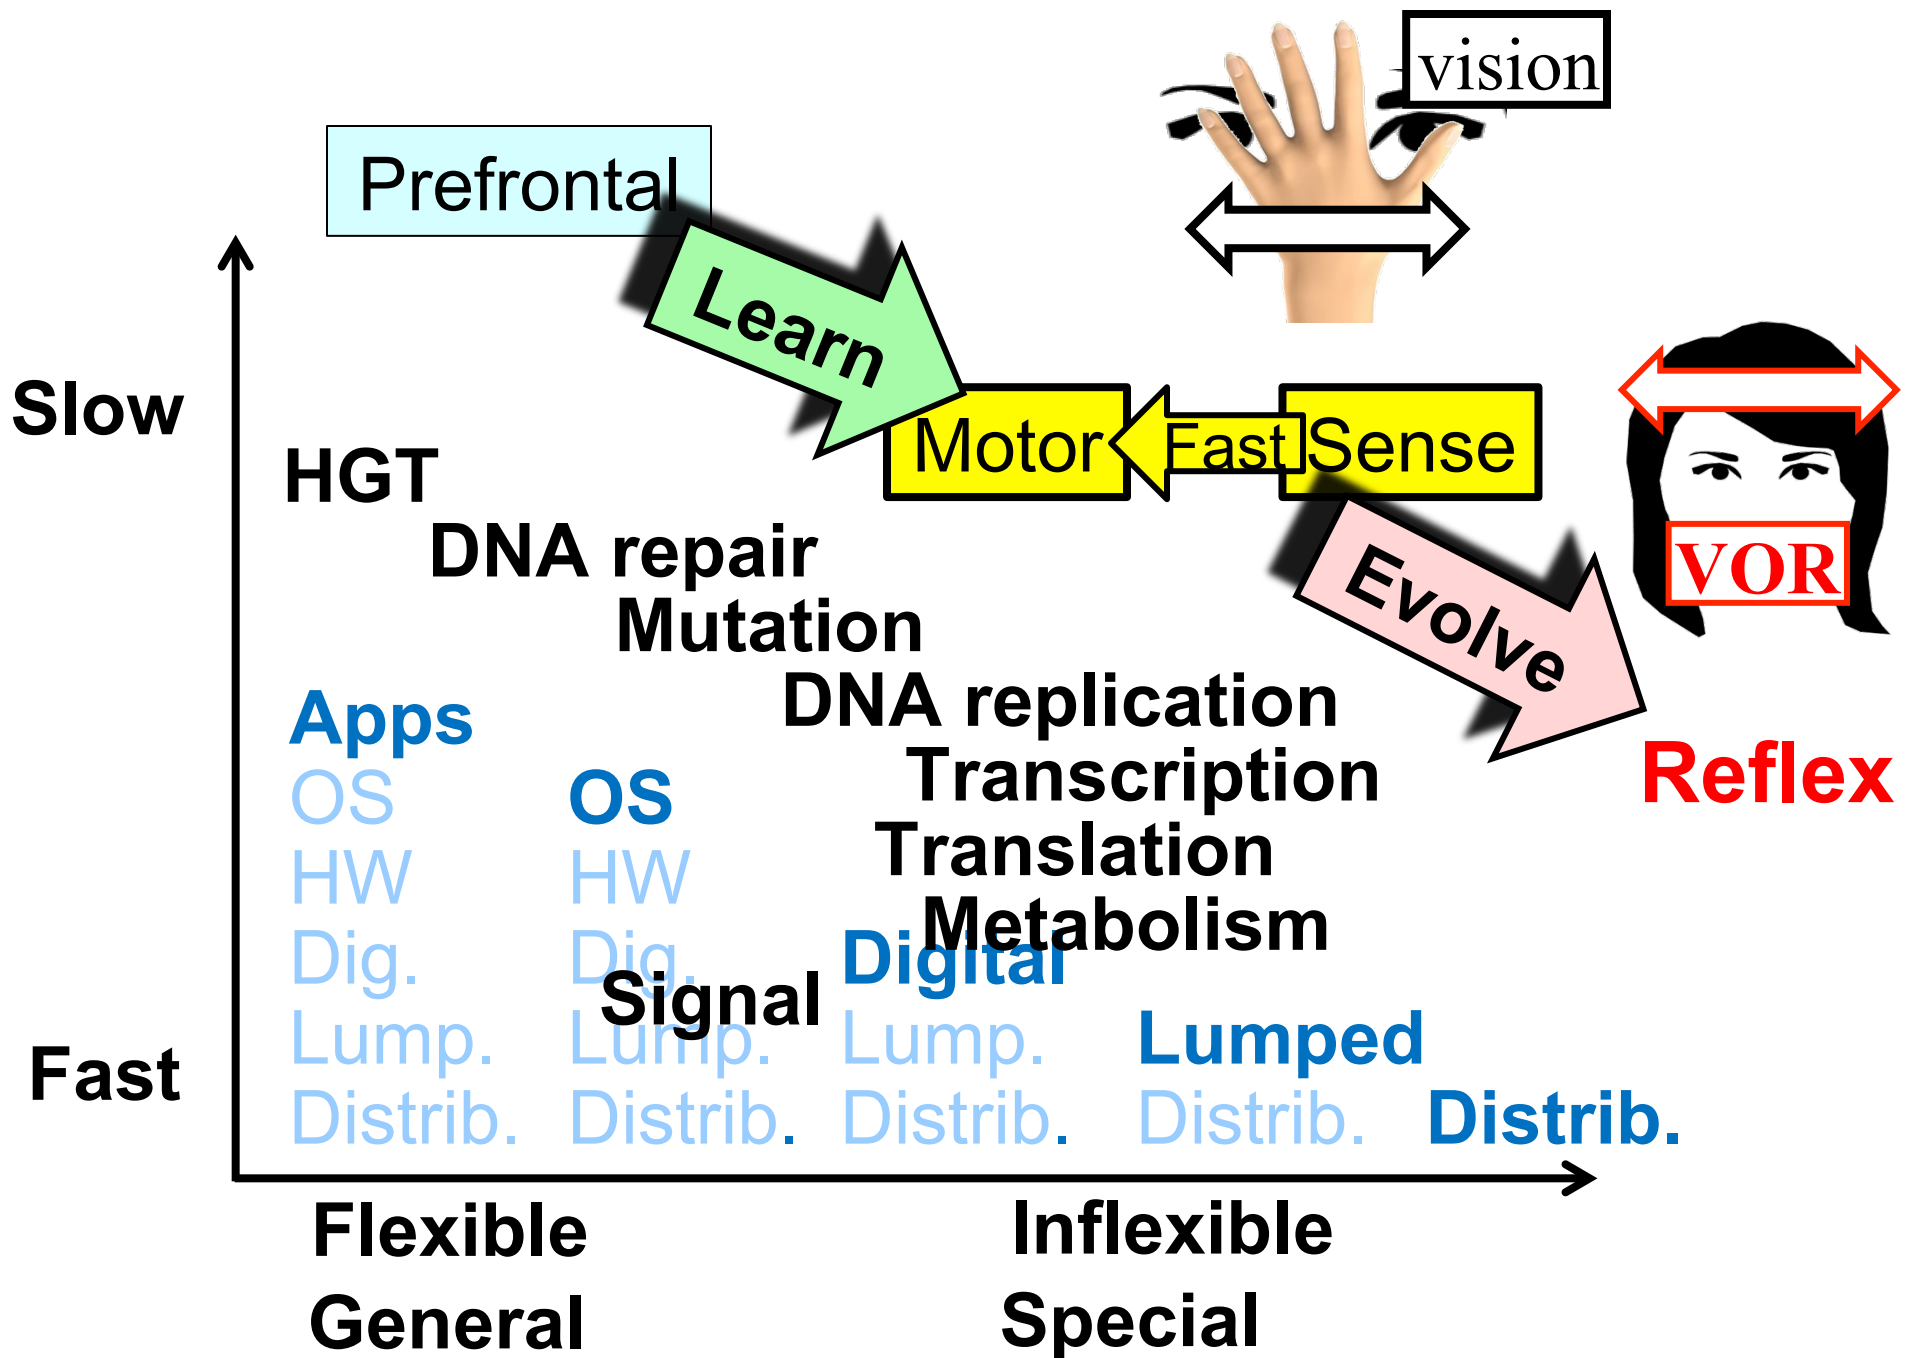 vision
Prefrontal
Learn
Slow
Motor Fast Sense
HGT
DNA repair
VOR
Evolve
Mutation
DNA replication
Apps
Transcription
Reflex
OS OS
Translation
HW HW
Metabolism
Dig. Dig. Digital
Signal
Lump. Lump. Lump. Lumped
Fast
Distrib. Distrib. Distrib. Distrib. Distrib.
Flexible Inflexible
General Special